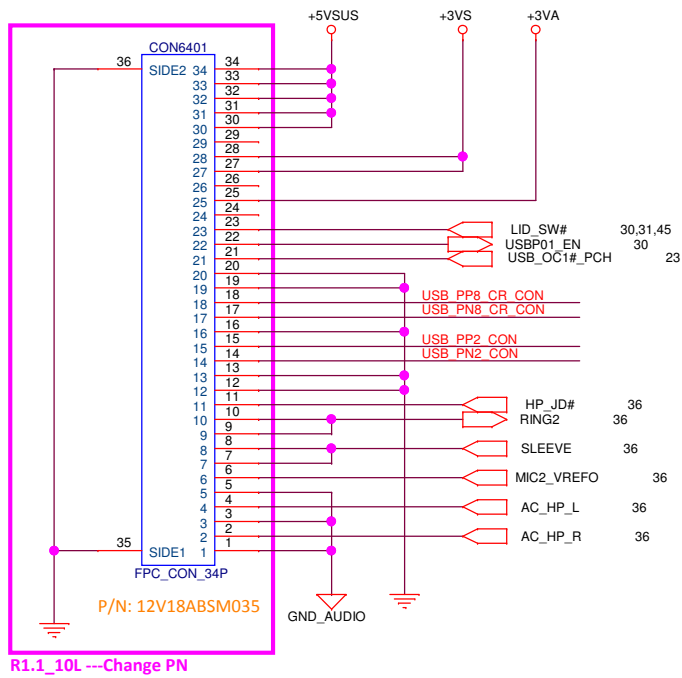 +5VSUS +3VS +3VA
CON6401
36 SIDE2 34 34
33 33
32 32
31 31
30 30
29 29
28 28
27 27
26 26
25 25
24 24
23 23 LID_SW# 30,31,45
22 22 USBP01_EN 30
21 21 USB_OC1#_PCH 23
20 20
19 19
18 18 USB_PP8_CR_CON
17 17 USB_PN8_CR_CON
16 16
15 15 USB_PP2_CON
14 14 USB_PN2_CON
13 13
12 12
11 11 HP_JD# 36
10 10 RING2 36
9 9
8 8 SLEEVE 36
7 7
6 6 MIC2_VREFO 36
5 5
4 4 AC_HP_L 36
3 3
2 2 AC_HP_R 36
35 SIDE1 1 1
FPC_CON_34P
P/N: 12V18ABSM035
GND_AUDIO
R1.1_10L ---Change PN